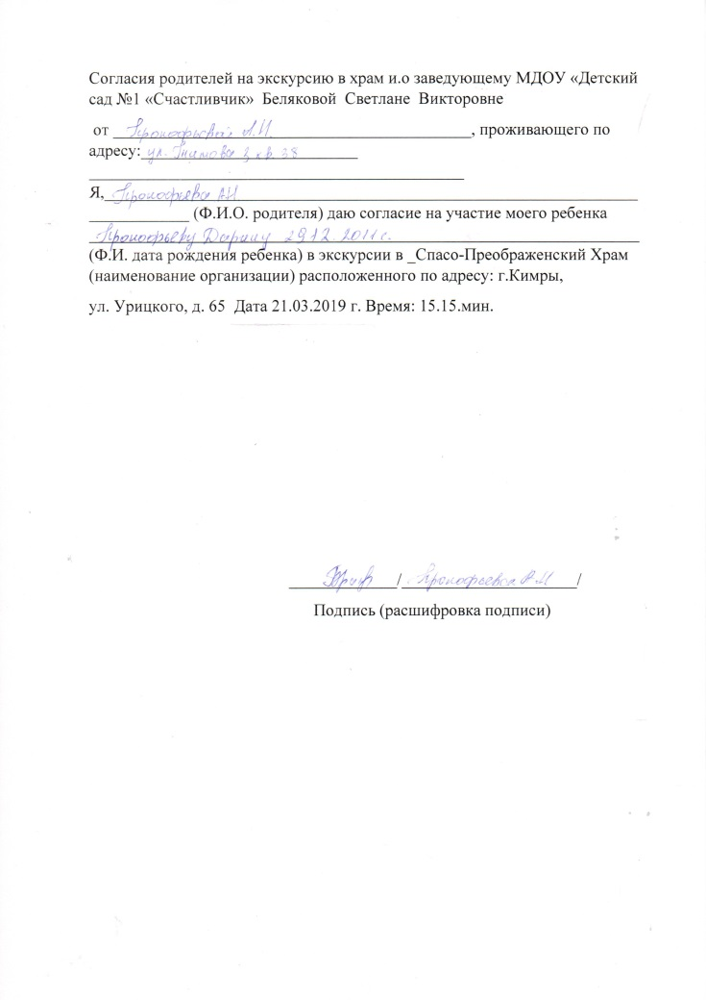 Согласия родителей на экскурсию в храм и.о заведующему МДОУ «Детский
сад №1 «Счастливчик» Беляковой Светлане Викторовне
от Прокофьевой А.Н. , проживающего по
адресу: ул. 3 кв. 38
Я, Прокофьева А.Н.
(Ф.И.О. родителя) даю согласие на участие моего ребенка
Прокофьеву Дарину 29.12.2011 г.
(Ф.И. дата рождения ребенка) в экскурсии в _Спасо-Преображенский Храм
(наименование организации) расположенного по адресу: г.Кимры,
ул. Урицкого, д. 65 Дата 21.03.2019 г. Время: 15.15.мин.
/ Прокофьева А.Н /
Подпись (расшифровка подписи)